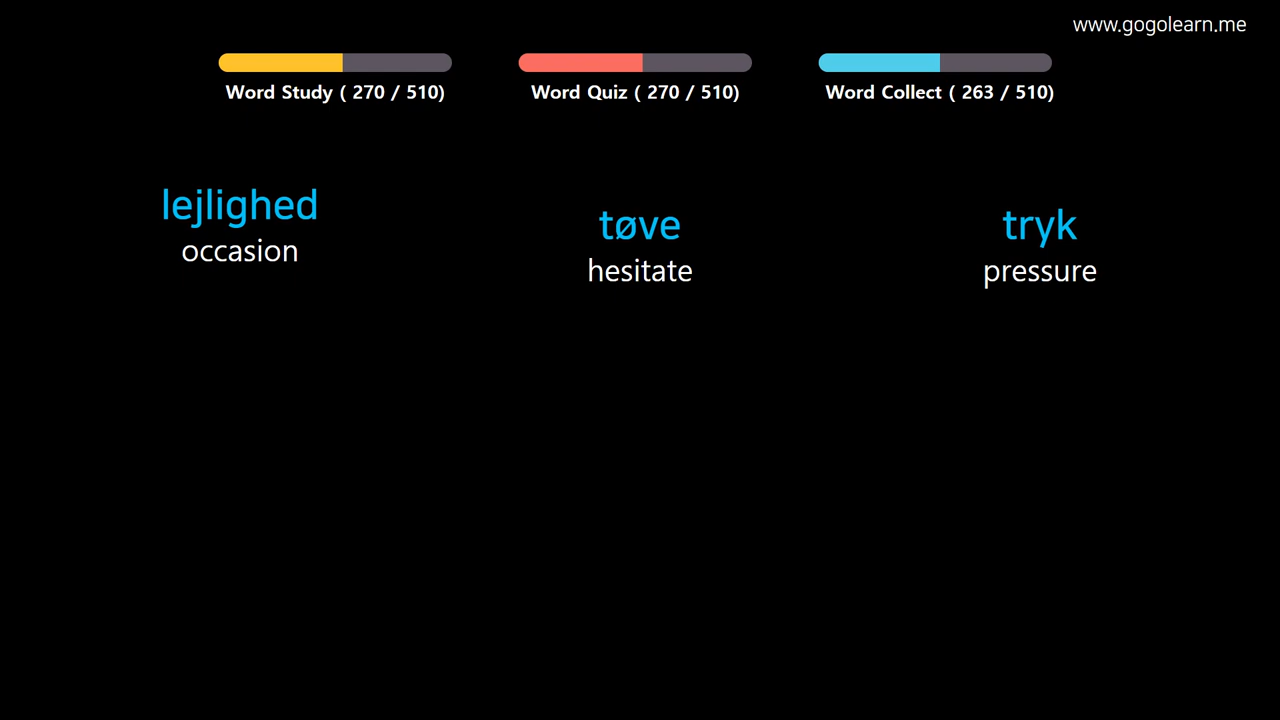 www.gogolearn.me
Word Study ( 270 / 510)
Word Quiz ( 270 / 510)
Word Collect ( 263 / 510)
lejlighed
occasion
tøve
hesitate
tryk
pressure